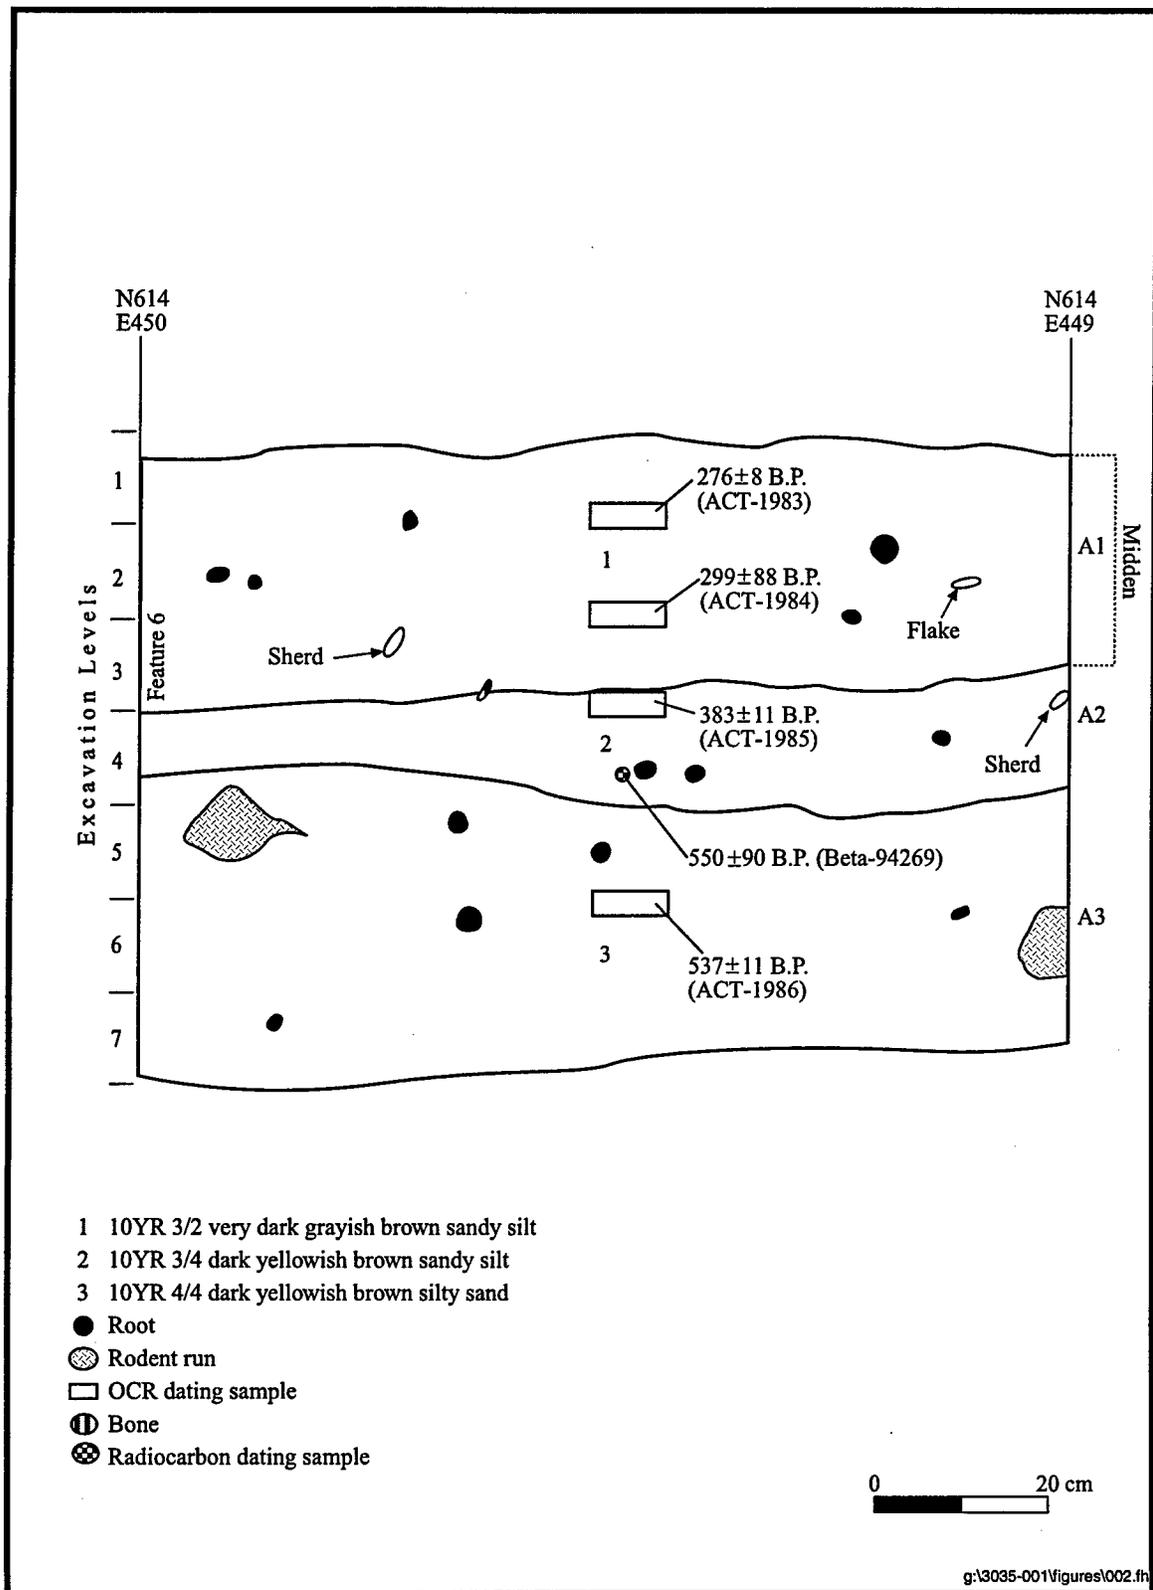 N614
E450
N614
E449
1
276±8 B.P.
(ACT-1983)
1
A1
Midden
2
299±88 B.P.
(ACT-1984)
Flake
Excavation Levels
Feature 6
Sherd
3
383±11 B.P.
(ACT-1985)
A2
2
Sherd
4
550±90 B.P. (Beta-94269)
5
A3
6
3
537±11 B.P.
(ACT-1986)
7
1 10YR 3/2 very dark grayish brown sandy silt
2 10YR 3/4 dark yellowish brown sandy silt
3 10YR 4/4 dark yellowish brown silty sand
Root
Rodent run
OCR dating sample
Bone
Radiocarbon dating sample
0 20 cm
g:\3035-001\figures\002.fh